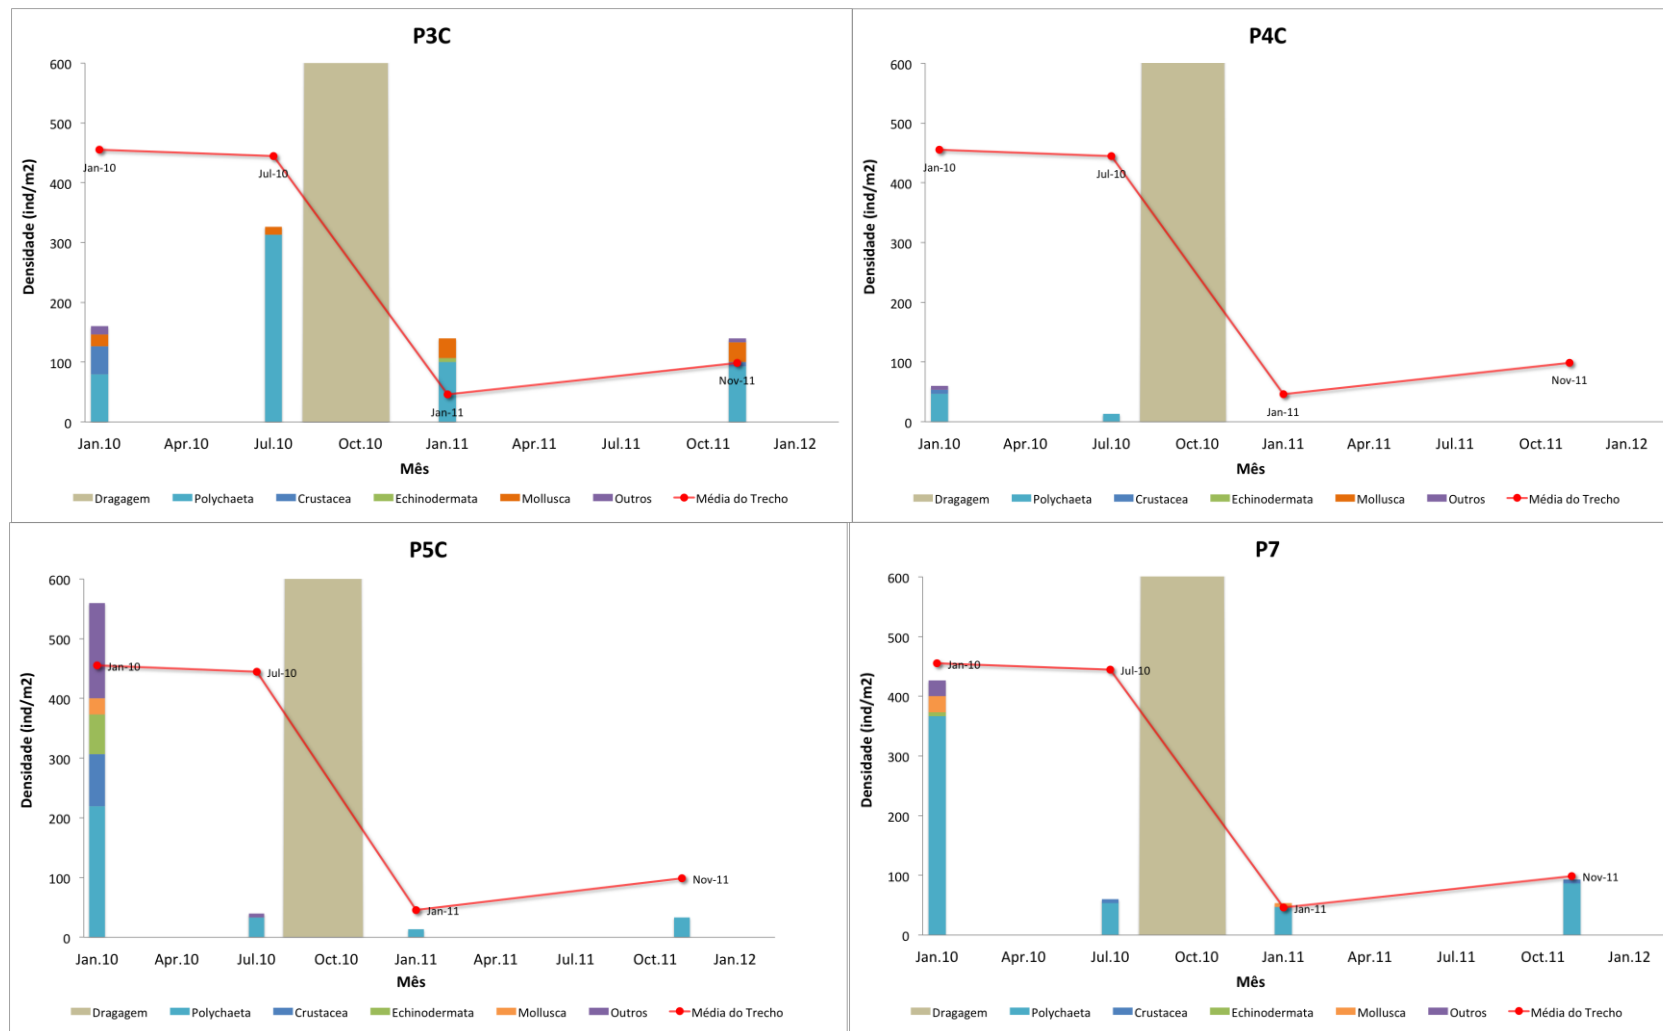 P3C
Densidade (ind/m2)
600
500
400
300
200
100
0
Jan-10
Jul-10
Jan-11
Nov-11
Jan.10 Apr.10 Jul.10 Oct.10 Jan.11 Apr.11 Jul.11 Oct.11 Jan.12
Mês
Dragagem Polychaeta Crustacea Echinodermata Mollusca Outros Média do Trecho
P4C
Densidade (ind/m2)
600
500
400
300
200
100
0
Jan-10
Jul-10
Jan-11
Nov-11
Jan.10 Apr.10 Jul.10 Oct.10 Jan.11 Apr.11 Jul.11 Oct.11 Jan.12
Mês
Dragagem Polychaeta Crustacea Echinodermata Mollusca Outros Média do Trecho
P5C
Densidade (ind/m2)
600
500
400
300
200
100
0
Jan-10
Jul-10
Jan-11
Nov-11
Jan.10 Apr.10 Jul.10 Oct.10 Jan.11 Apr.11 Jul.11 Oct.11 Jan.12
Mês
Dragagem Polychaeta Crustacea Echinodermata Mollusca Outros Média do Trecho
P7
Densidade (ind/m2)
600
500
400
300
200
100
0
Jan-10
Jul-10
Jan-11
Nov-11
Jan.10 Apr.10 Jul.10 Oct.10 Jan.11 Apr.11 Jul.11 Oct.11 Jan.12
Mês
Dragagem Polychaeta Crustacea Echinodermata Mollusca Outros Média do Trecho